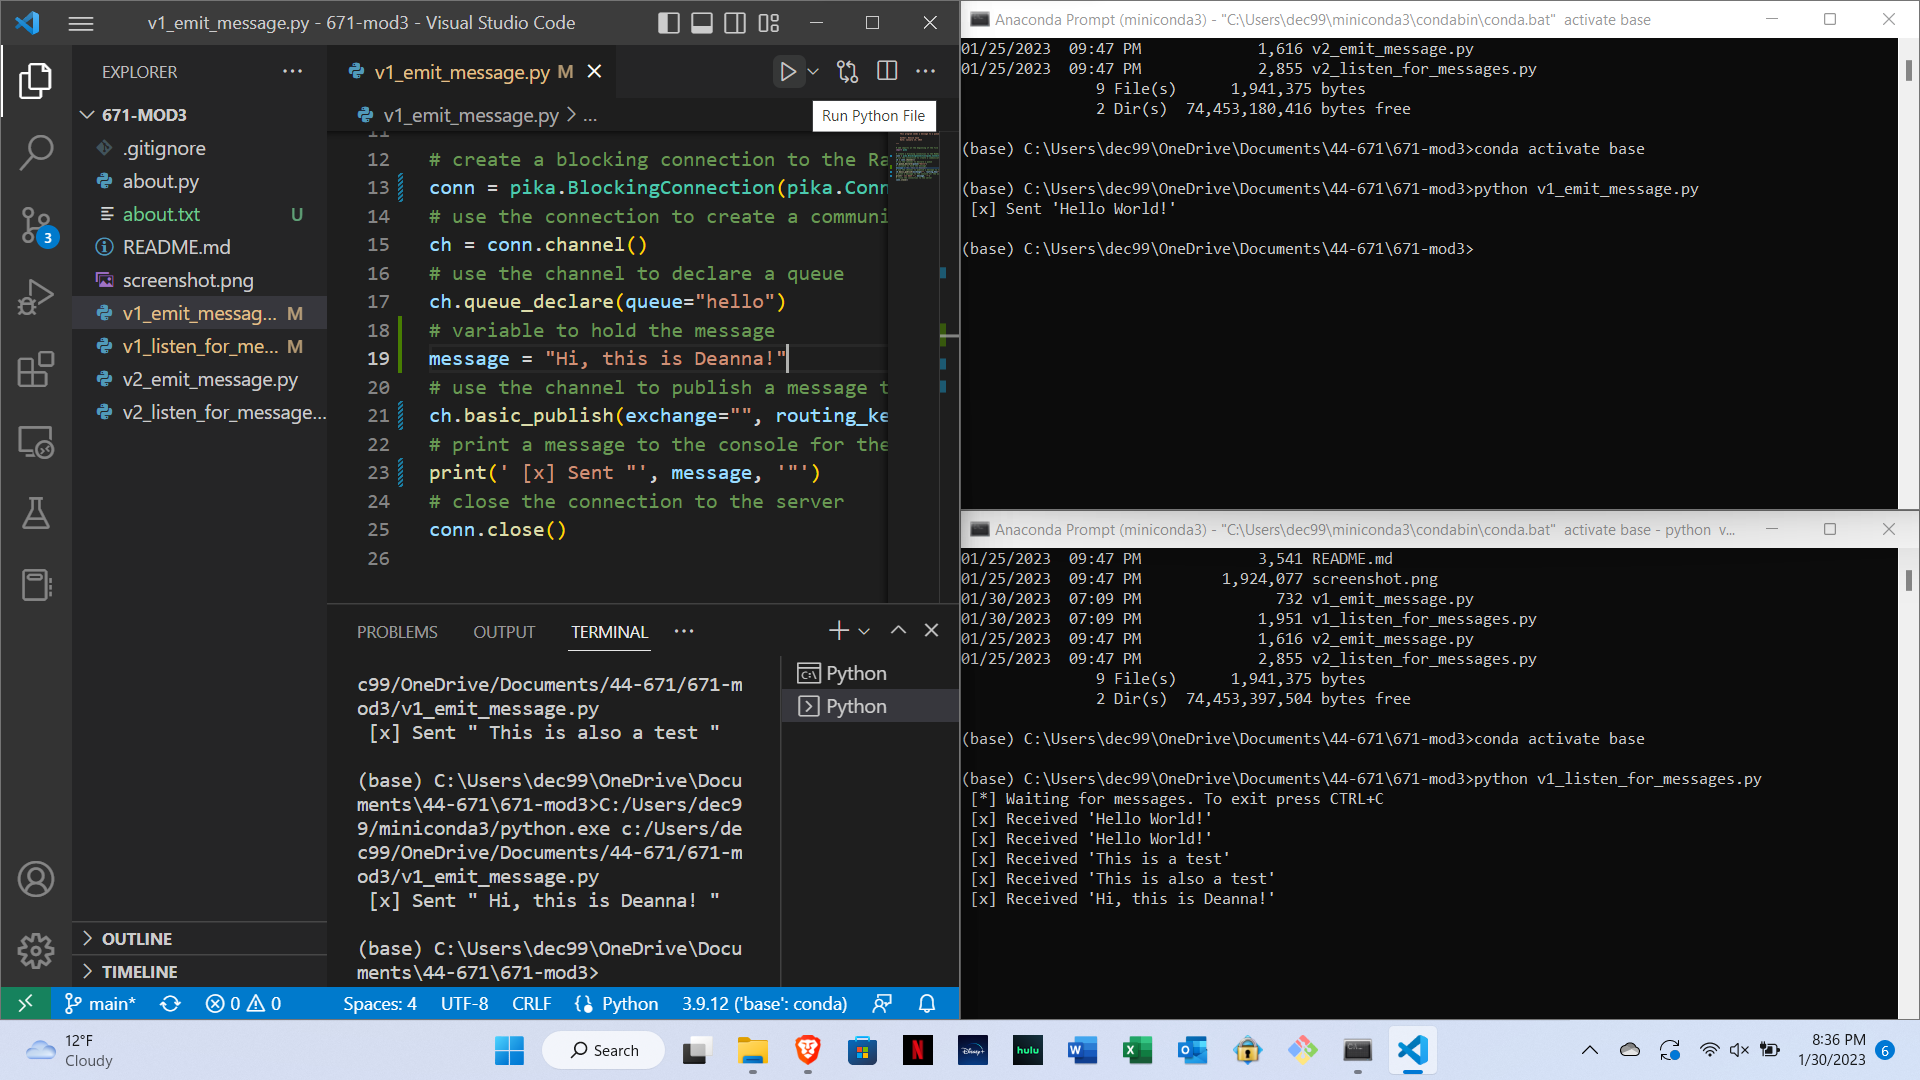 v1_emit_message.py - 671-mod3 - Visual Studio Code
EXPLORER
671-MOD3
.gitignore
about.py
about.txt U
README.md
screenshot.png
v1_emit_messag... M
v1_listen_for_me... M
v2_emit_message.py
v2_listen_for_message...
OUTLINE
TIMELINE
v1_emit_message.py M
v1_emit_message.py > ...
Run Python File
11
12 # create a blocking connection to the Ra
13 conn = pika.BlockingConnection(pika.Conn
14 # use the connection to create a communi
15 ch = conn.channel()
16 # use the channel to declare a queue
17 ch.queue_declare(queue="hello")
18 # variable to hold the message
19 message = "Hi, this is Deanna!"
20 # use the channel to publish a message t
21 ch.basic_publish(exchange="", routing_ke
22 # print a message to the console for the
23 print(' [x] Sent "', message, '"')
24 # close the connection to the server
25 conn.close()
26
PROBLEMS OUTPUT TERMINAL ...
c99/OneDrive/Documents/44-671/671-m
od3/v1_emit_message.py
[x] Sent " This is also a test "
(base) C:\Users\dec99\OneDrive\Docu
ments\44-671\671-mod3>C:/Users/dec9
9/miniconda3/python.exe c:/Users/de
c99/OneDrive/Documents/44-671/671-m
od3/v1_emit_message.py
[x] Sent " Hi, this is Deanna! "
(base) C:\Users\dec99\OneDrive\Docu
ments\44-671\671-mod3>
Python
Python
3
main* 0 0 Spaces: 4 UTF-8 CRLF Python 3.9.12 ('base': conda)
Anaconda Prompt (miniconda3) - "C:\Users\dec99\miniconda3\condabin\conda.bat" activate base
01/25/2023 09:47 PM 1,616 v2_emit_message.py
01/25/2023 09:47 PM 2,855 v2_listen_for_messages.py
9 File(s) 1,941,375 bytes
2 Dir(s) 74,453,180,416 bytes free
(base) C:\Users\dec99\OneDrive\Documents\44-671\671-mod3>conda activate base
(base) C:\Users\dec99\OneDrive\Documents\44-671\671-mod3>python v1_emit_message.py
[x] Sent 'Hello World!'
(base) C:\Users\dec99\OneDrive\Documents\44-671\671-mod3>
Anaconda Prompt (miniconda3) - "C:\Users\dec99\miniconda3\condabin\conda.bat" activate base - python v...
01/25/2023 09:47 PM 3,541 README.md
01/25/2023 09:47 PM 1,924,077 screenshot.png
01/30/2023 07:09 PM 732 v1_emit_message.py
01/30/2023 07:09 PM 1,951 v1_listen_for_messages.py
01/25/2023 09:47 PM 1,616 v2_emit_message.py
01/25/2023 09:47 PM 2,855 v2_listen_for_messages.py
9 File(s) 1,941,375 bytes
2 Dir(s) 74,453,397,504 bytes free
(base) C:\Users\dec99\OneDrive\Documents\44-671\671-mod3>conda activate base
(base) C:\Users\dec99\OneDrive\Documents\44-671\671-mod3>python v1_listen_for_messages.py
[*] Waiting for messages. To exit press CTRL+C
[x] Received 'Hello World!'
[x] Received 'Hello World!'
[x] Received 'This is a test'
[x] Received 'This is also a test'
[x] Received 'Hi, this is Deanna!'
12°F
Cloudy
Search
Disney+
hulu
8:36 PM
1/30/2023
6